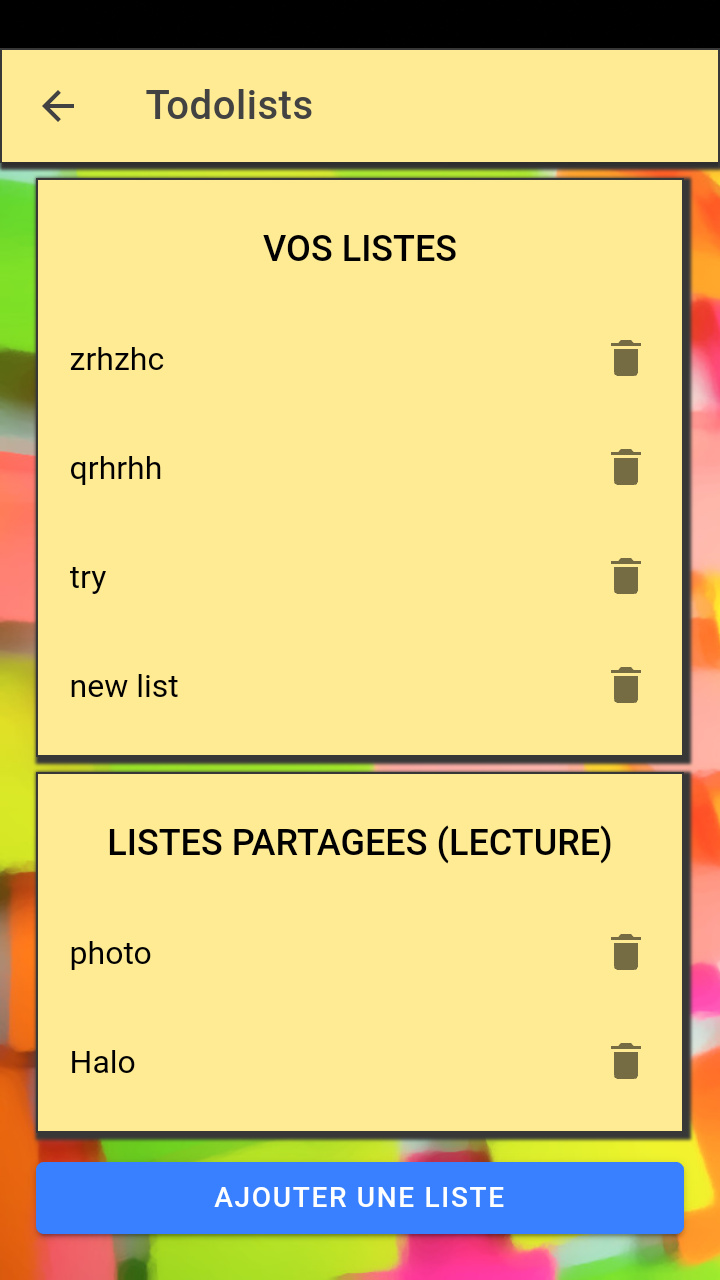 Todolists
VOS LISTES
zrhzhc
qrhrhh
try
new list
LISTES PARTAGEES (LECTURE)
photo
Halo
AJOUTER UNE LISTE